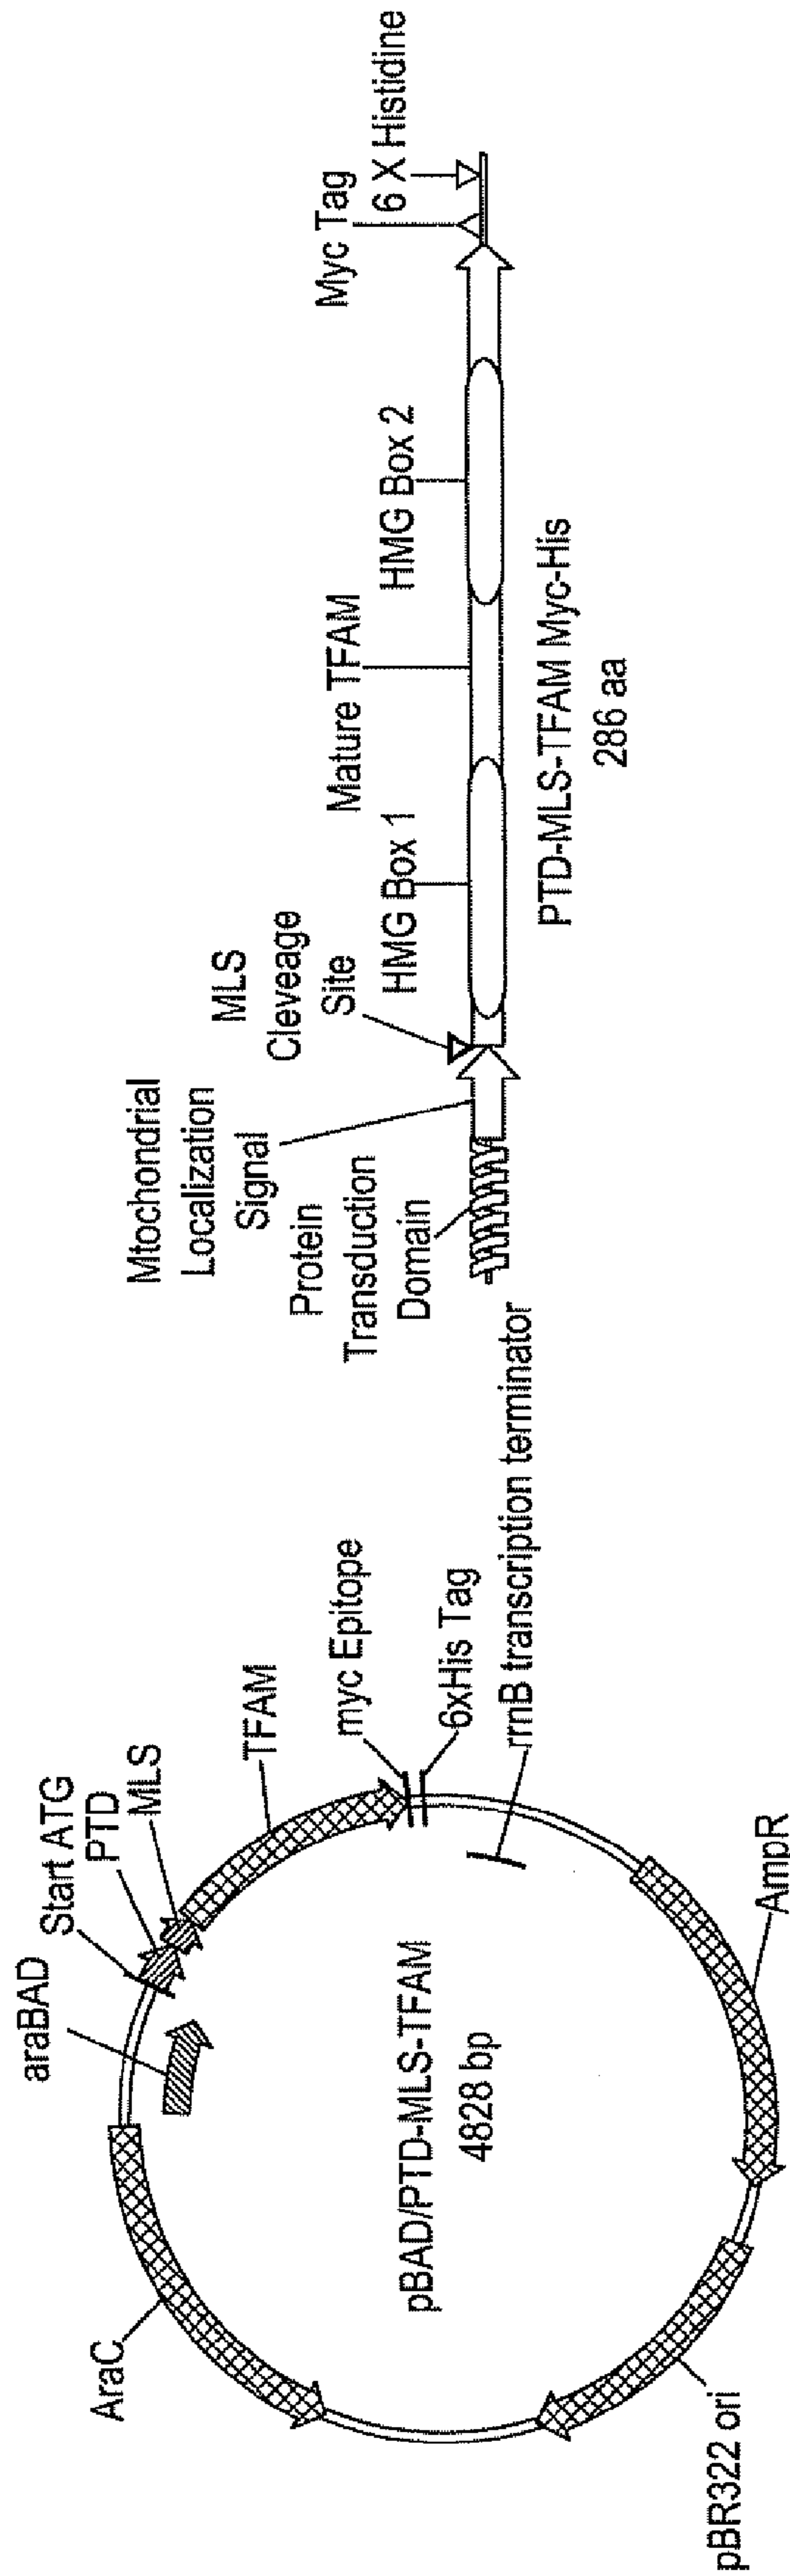 araBAD
Start ATG
PTD
MLS
TFAM
myc Epitope
6xHis Tag
rrnB transcription terminator
AmpR
pBR322 ori
AraC
pBAD/PTD-MLS-TFAM
4828 bp
Mtochondrial
Localization
Signal
Protein
Transduction
Domain
MLS
Cleveage
Site
HMG Box 1
Mature TFAM
HMG Box 2
Myc Tag
6 X Histidine
PTD-MLS-TFAM Myc-His
286 aa